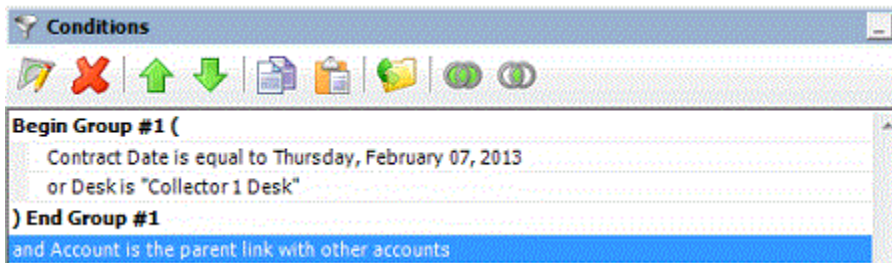 Conditions
Begin Group #1 (
Contract Date is equal to Thursday, February 07, 2013
or Desk is "Collector 1 Desk"
) End Group #1
and Account is the parent link with other accounts